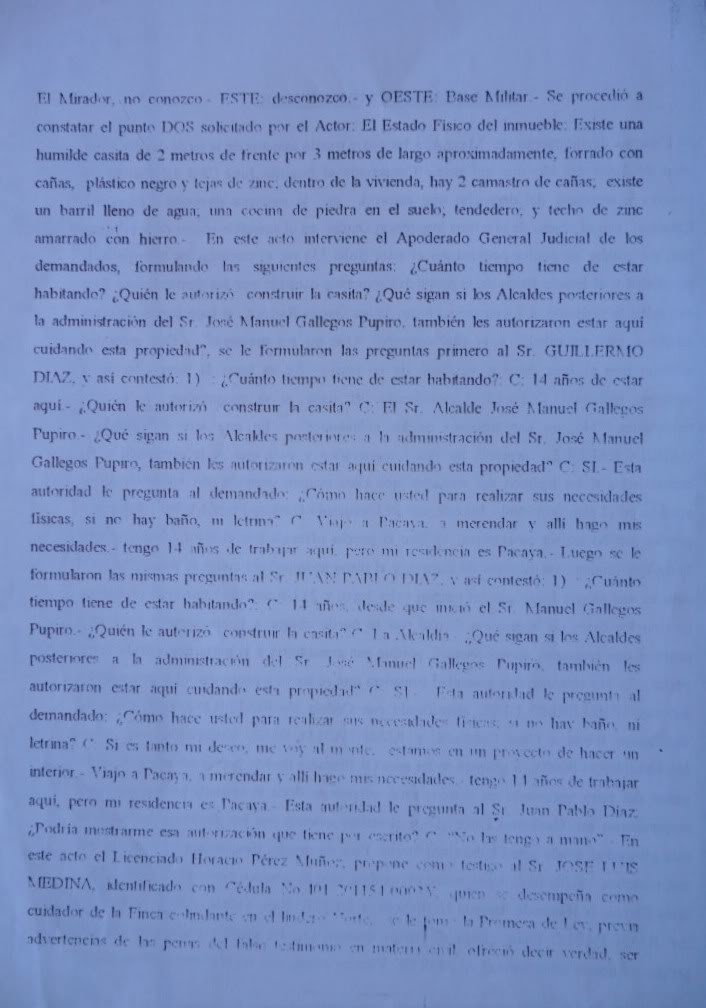 El Mirador, no conozco.- ESTE: desconozco.- y OESTE: Base Militar.- Se procedió a
constatar el punto DOS solicitado por el Actor: El Estado Físico del inmueble: Existe una
humilde casita de 2 metros de frente por 3 metros de largo aproximadamente, forrado con
cañas, plástico negro y tejas de zinc, dentro de la vivienda, hay 2 camastro de cañas; existe
un barril lleno de agua, una cocina de piedra en el suelo; tendedero; y techo de zinc
amarrado con hierro.- En este acto interviene el Apoderado General Judicial de los
demandados, formulando las siguientes preguntas: ¿Cuánto tiempo tiene de estar
habitando? ¿Quién le autorizó construir la casita? ¿Qué sigan si los Alcaldes posteriores a
la administración del Sr. José Manuel Gallegos Pupiro, también les autorizaron estar aquí
cuidando esta propiedad?, se le formularon las preguntas primero al Sr. GUILLERMO
DIAZ, y así contestó: 1) : ¿Cuánto tiempo tiene de estar habitando?: C: 14 años de estar
aquí.- ¿Quién le autorizó construir la casita? C: El Sr. Alcalde José Manuel Gallegos
Pupiro.- ¿Qué sigan si los Alcaldes posteriores a la administración del Sr. José Manuel
Gallegos Pupiro, también les autorizaron estar aquí cuidando esta propiedad? C: SI.- Esta
autoridad le pregunta al demandado: ¿Cómo hace usted para realizar sus necesidades
físicas, si no hay baño, ni letrina? C: Viajo a Pacaya, a merendar y allí hago mis
necesidades.- tengo 14 años de trabajar aquí, pero mi residencia es Pacaya.- Luego se le
formularon las mismas preguntas al Sr. JUAN PABLO DIAZ, y así contestó: 1) : ¿Cuánto
tiempo tiene de estar habitando?: C: 14 años, desde que inició el Sr. Manuel Gallegos
Pupiro.- ¿Quién le autorizó construir la casita? C: La Alcaldía.- ¿Qué sigan si los Alcaldes
posteriores a la administración del Sr. José Manuel Gallegos Pupiro, también les
autorizaron estar aquí cuidando esta propiedad? C: SI.- Esta autoridad le pregunta al
demandado: ¿Cómo hace usted para realizar sus necesidades físicas, si no hay baño, ni
letrina? C: Si es tanto mi deseo, me voy al monte, estamos en un proyecto de hacer un
interior.- Viajo a Pacaya, a merendar y allí hago mis necesidades.- tengo 14 años de trabajar
aquí, pero mi residencia es Pacaya.- Esta autoridad le pregunta al Sr. Juan Pablo Díaz,
¿Podría mostrarme esa autorización que tiene por escrito? C: "No las tengo a mano".- En
este acto el Licenciado Horacio Pérez Muñoz, propone como testigo al Sr. JOSE LUIS
MEDINA, identificado con Cédula No. quien se desempeña como
cuidador de la Finca colindante en el lindero Norte, se le toma la Promesa de Ley, previa
advertencias de las penas del falso testimonio en materia civil, ofreció decir verdad, ser